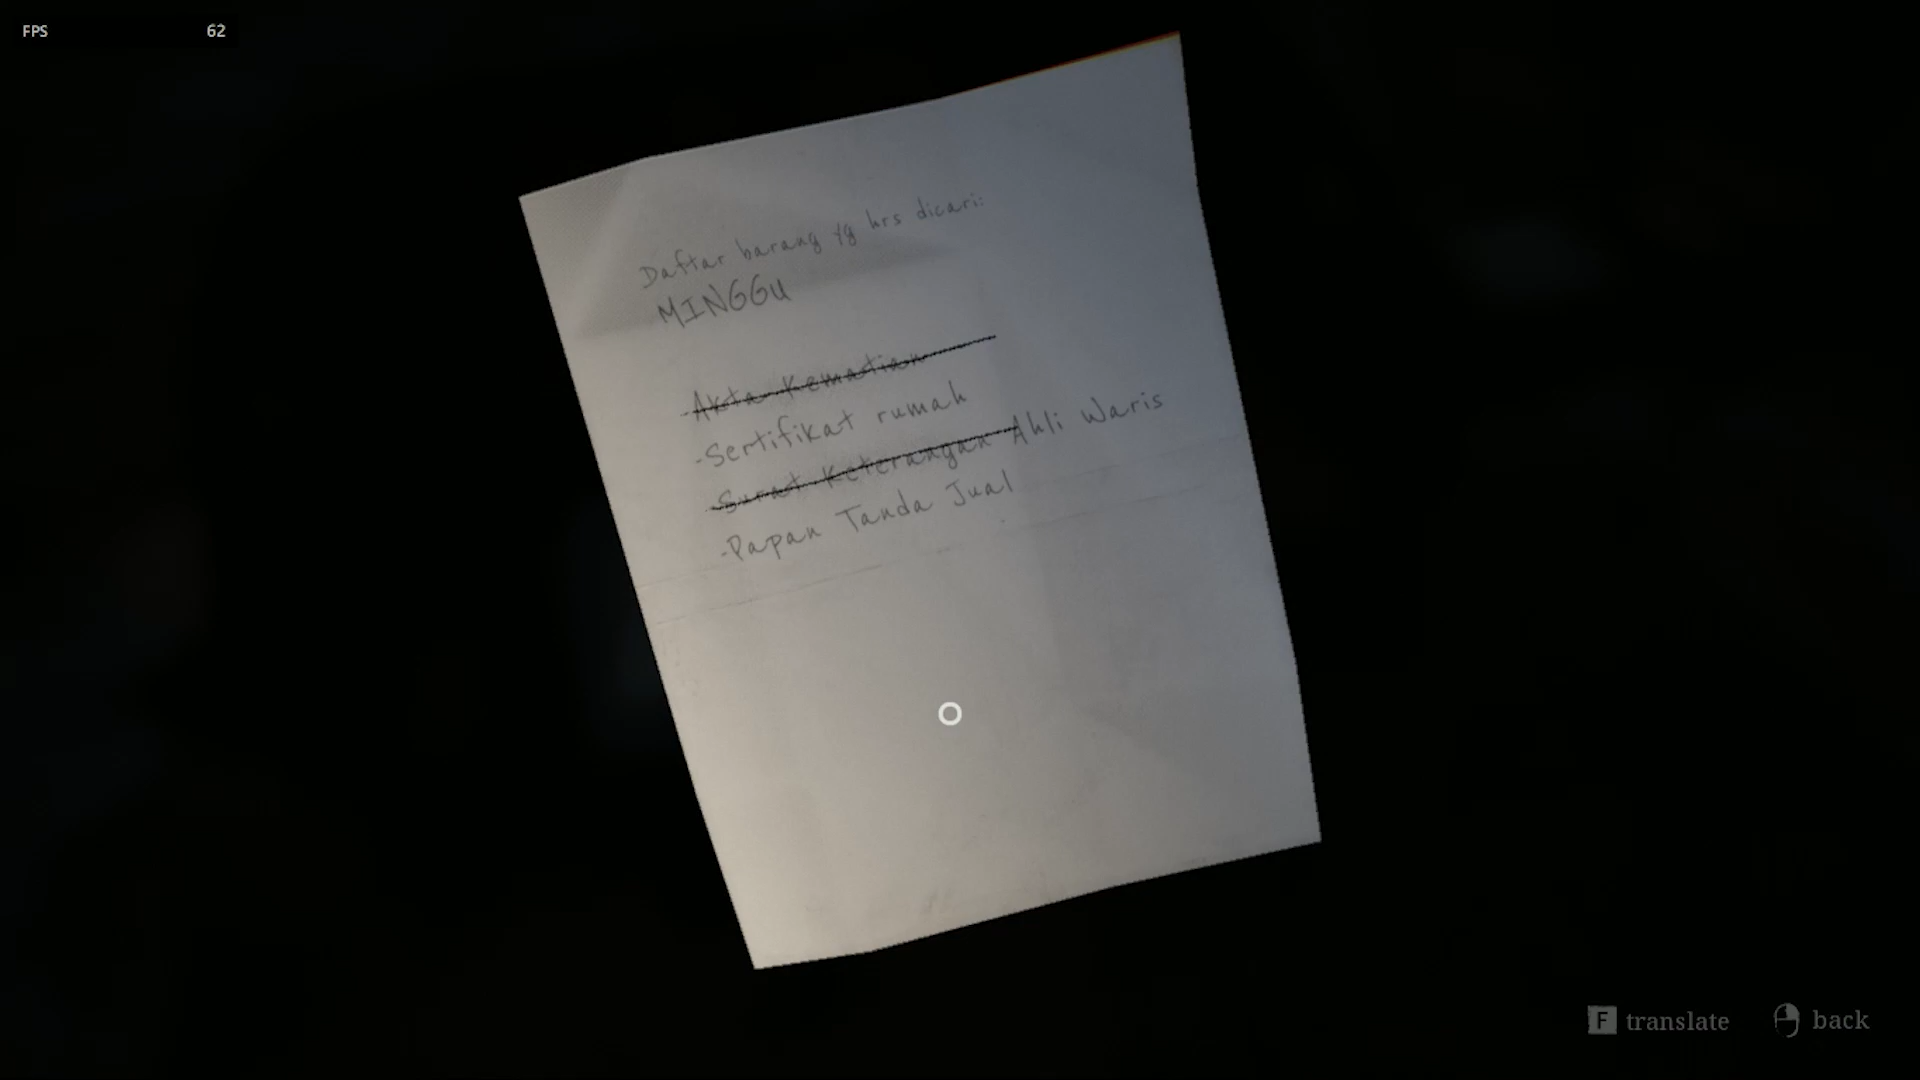 FPS 62
Daftar barang yg hrs dicari:
MINGGU
-Akta Kematian
-Sertifikat rumah
-Surat Keterangan Ahli Waris
-Papan Tanda Jual
F translate back